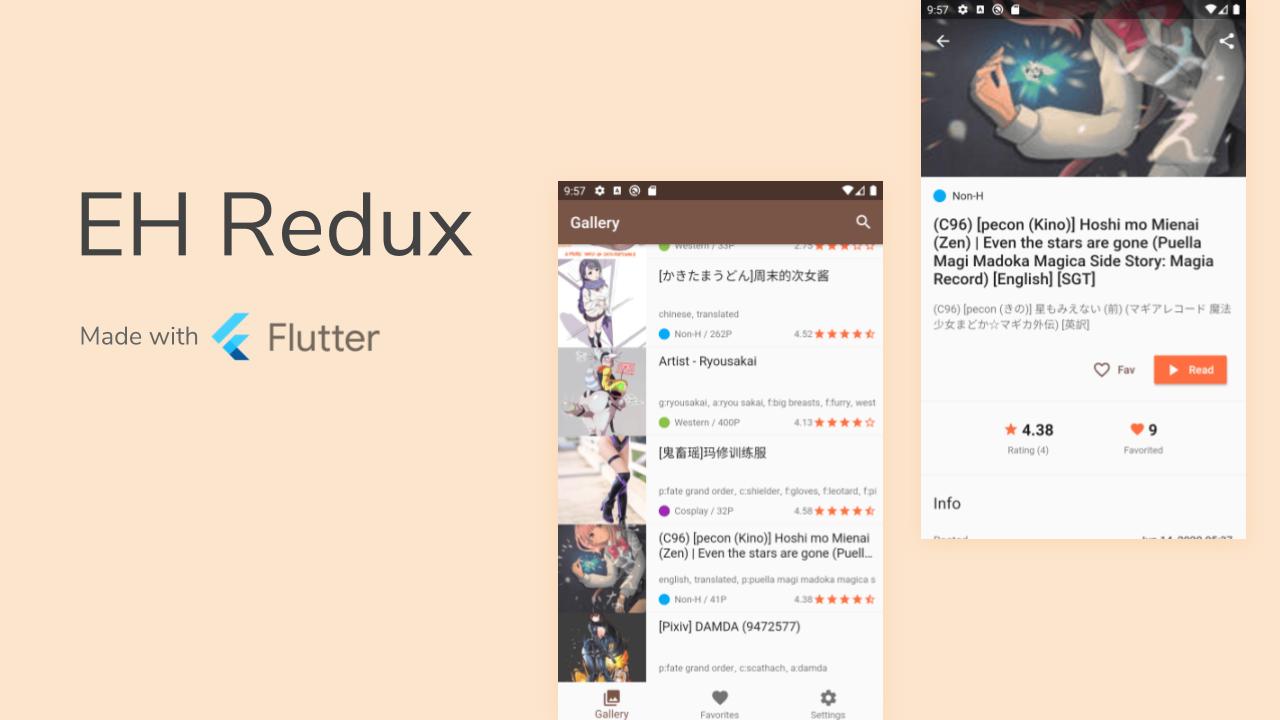 EH Redux
Made with Flutter
9:57
Gallery
Western / 33P 2.75
[かきたまうどん]周末的次女酱
chinese, translated
Non-H / 262P 4.52
Artist - Ryousakai
g:ryousakai, a:ryou sakai, f:big breasts, f:furry, west
Western / 400P 4.13
[鬼畜瑶]玛修训练服
p:fate grand order, c:shielder, f:gloves, f:leotard, f:pi
Cosplay / 32P 4.58
(C96) [pecon (Kino)] Hoshi mo Mienai
(Zen) | Even the stars are gone (Puell…
english, translated, p:puella magi madoka magica s
Non-H / 41P 4.38
[Pixiv] DAMDA (9472577)
p:fate grand order, c:scathach, a:damda
Gallery Favorites Settings
9:57
Non-H
(C96) [pecon (Kino)] Hoshi mo Mienai
(Zen) | Even the stars are gone (Puella
Magi Madoka Magica Side Story: Magia
Record) [English] [SGT]
(C96) [pecon (きの)] 星もみえない (前) (マギアレコード 魔法
少女まどか☆マギカ外伝) [英訳]
Fav Read
4.38 9
Rating (4) Favorited
Info
Posted